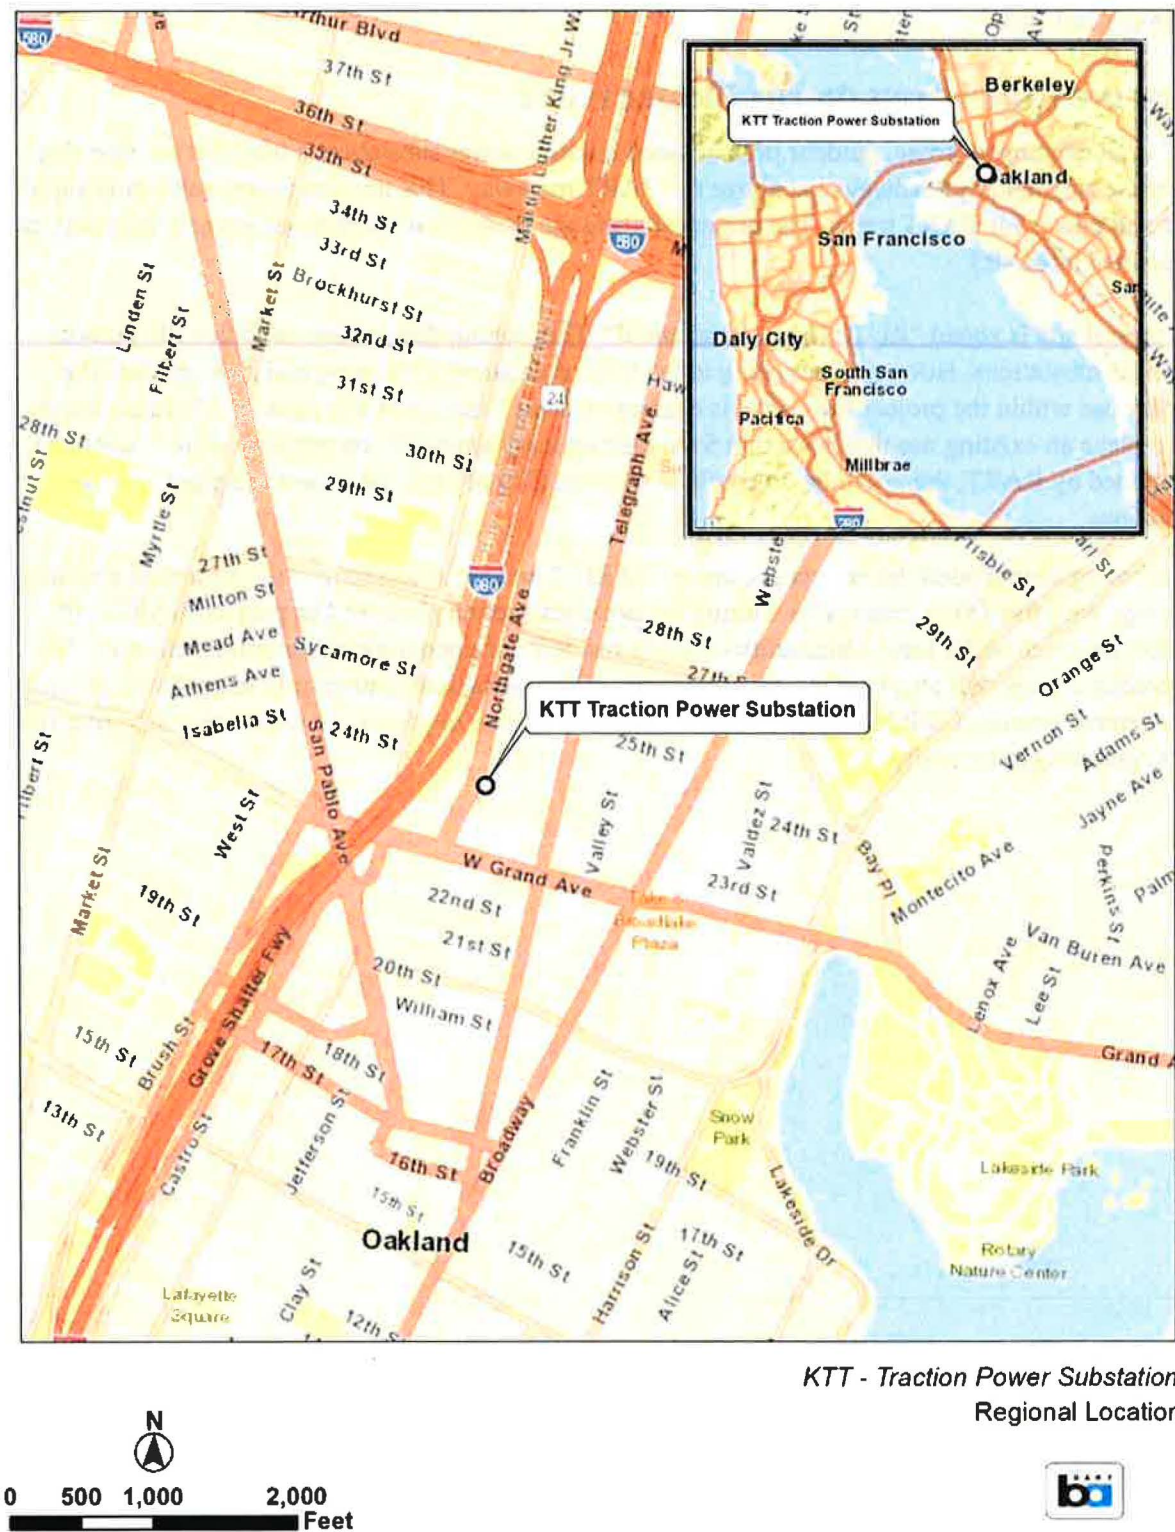 580
Arthur Blvd
37th St
36th St
35th St
34th St
33rd St
Brockhurst St
32nd St
31st St
30th St
29th St
28th St
Linden St
Filbert St
Market St
Myrtle St
Martin Luther King Jr W
580
24
Telegraph Ave
Haw
980
Northgate Ave
27th St
Milton St
Mead Ave
Sycamore St
Athens Ave
Isabella St
24th St
San Pablo Ave
KTT Traction Power Substation
28th St
Webste
25th St
Frisbie St
29th St
Orange St
Vernon St
Adams St
Jayne Ave
Perkins St
Palm
Montecito Ave
Van Buren Ave
Lenox Ave
Lee St
Bay Pl
Valley St
Valdez St
24th St
23rd St
W Grand Ave
Grand A
West St
Market St
19th St
22nd St
21st St
20th St
William St
Grove Shafter Fwy
Brush St
15th St
13th St
17th St
18th St
Castro St
Jefferson St
16th St
15th St
Broadway
Franklin St
Webster St
19th St
Snow
Park
Lakeside Dr
Lakeside Park
Rotary
Nature Center
Oakland
15th St
Harrison St
17th St
Alice St
Clay St
12th S
Lafayette
Square
Berkeley
KTT Traction Power Substation
Oakland
San Francisco
Daly City
South San
Francisco
Pacifica
Millbrae
280
KTT - Traction Power Substation
Regional Location
N
0 500 1,000 2,000
Feet
BART
ba